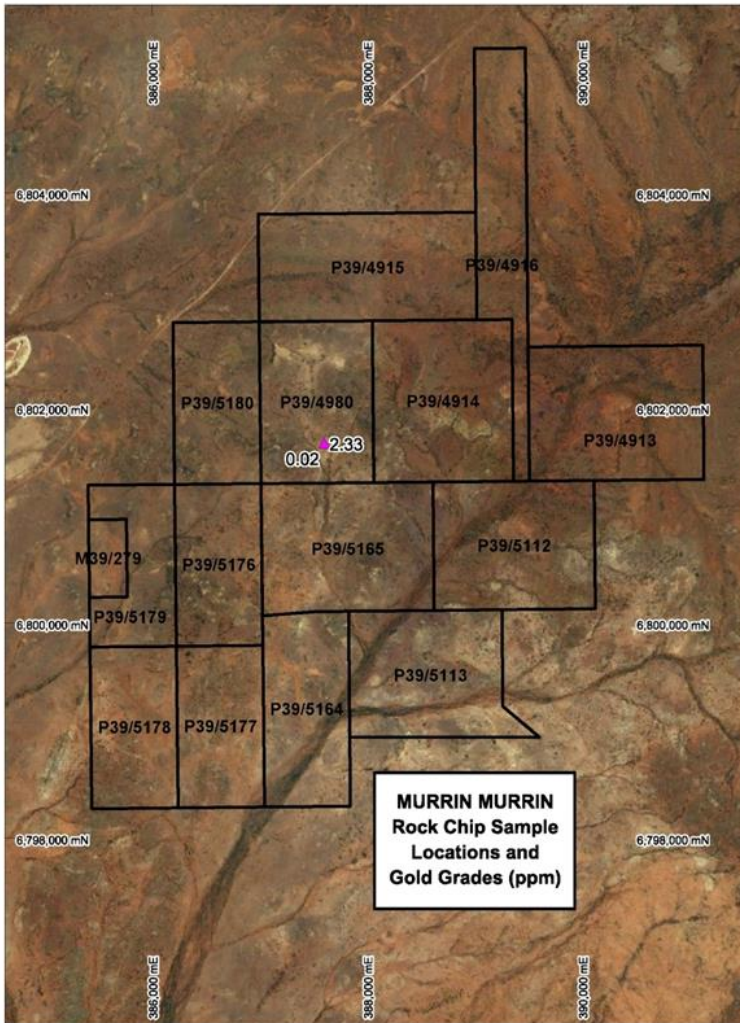 386,000 mE
388,000 mE
390,000 mE
6,804,000 mN
6,804,000 mN
P39/4915
P39/4916
P39/5180
P39/4980
P39/4914
6,802,000 mN
6,802,000 mN
P39/4913
2.33
0.02
M39/279
P39/5176
P39/5165
P39/5112
P39/5179
6,800,000 mN
6,800,000 mN
P39/5113
P39/5178
P39/5177
P39/5164
MURRIN MURRIN
Rock Chip Sample
Locations and
Gold Grades (ppm)
6,798,000 mN
6,798,000 mN
386,000 mE
388,000 mE
390,000 mE